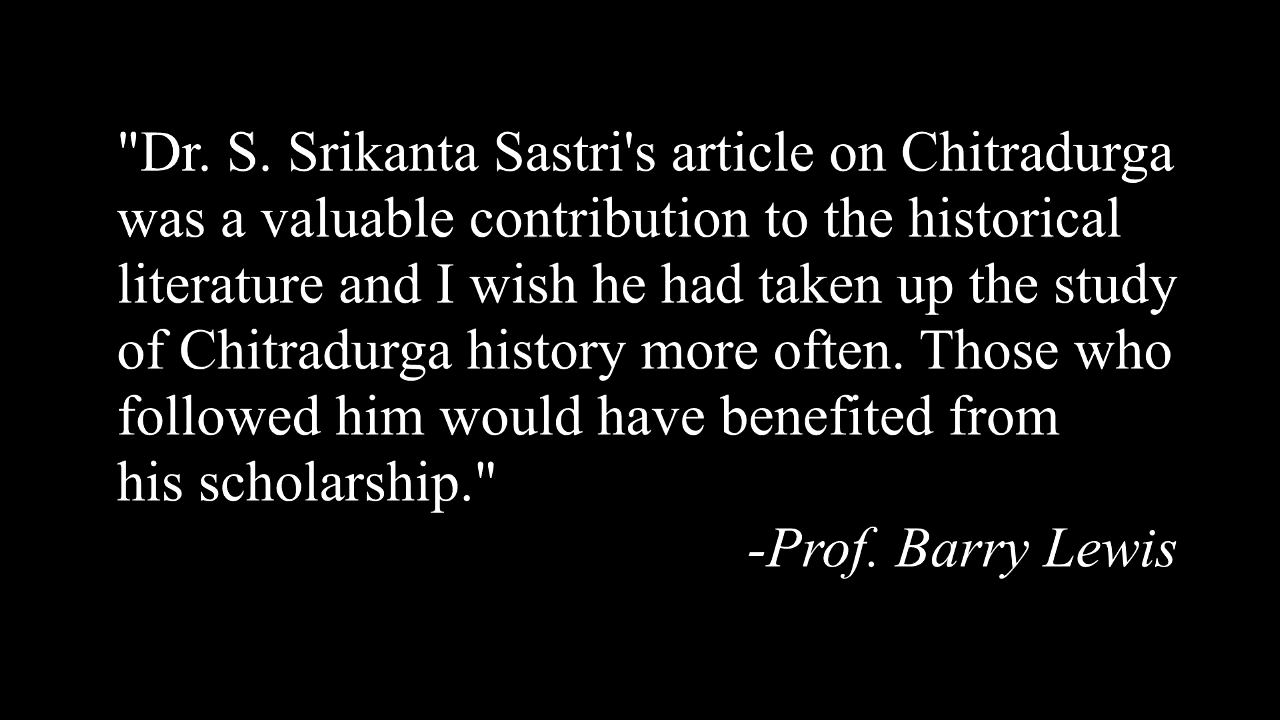 "Dr. S. Srikanta Sastri's article on Chitradurga
was a valuable contribution to the historical
literature and I wish he had taken up the study
of Chitradurga history more often. Those who
followed him would have benefited from
his scholarship."
-Prof. Barry Lewis